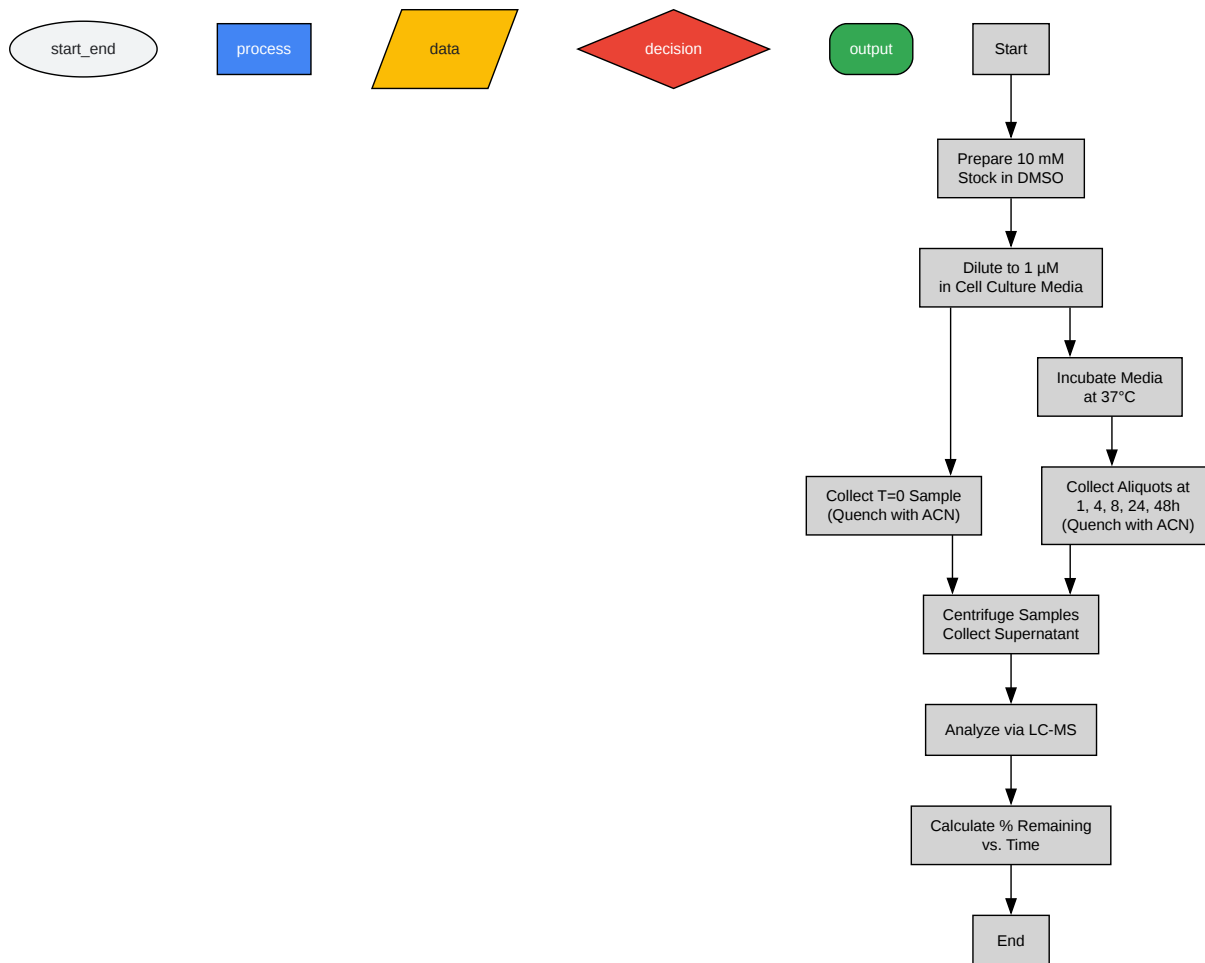 start_end
process
data
decision
output
Start
Prepare 10 mM
Stock in DMSO
Dilute to 1 µM
in Cell Culture Media
Incubate Media
at 37°C
Collect T=0 Sample
(Quench with ACN)
Collect Aliquots at
1, 4, 8, 24, 48h
(Quench with ACN)
Centrifuge Samples
Collect Supernatant
Analyze via LC-MS
Calculate % Remaining
vs. Time
End